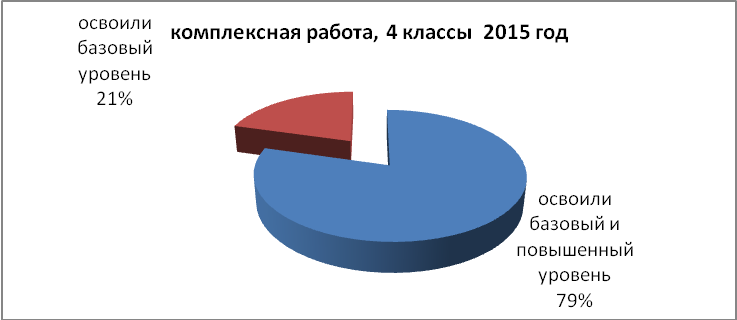 комплексная работа, 4 классы  2015 год
освоили
базовый
уровень
21%
освоили
базовый и
повышенный
уровень
79%